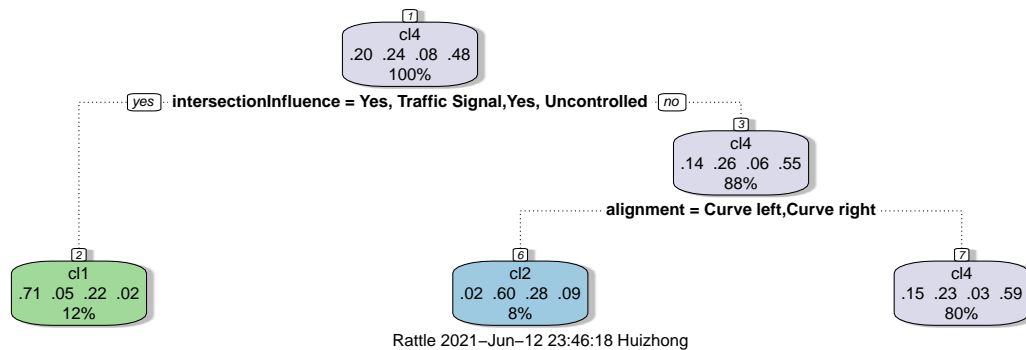 1
cl4
.20 .24 .08 .48
100%
yes intersectionInfluence = Yes, Traffic Signal,Yes, Uncontrolled no
3
cl4
.14 .26 .06 .55
88%
alignment = Curve left,Curve right
2
cl1
.71 .05 .22 .02
12%
6
cl2
.02 .60 .28 .09
8%
7
cl4
.15 .23 .03 .59
80%
Rattle 2021–Jun–12 23:46:18 Huizhong